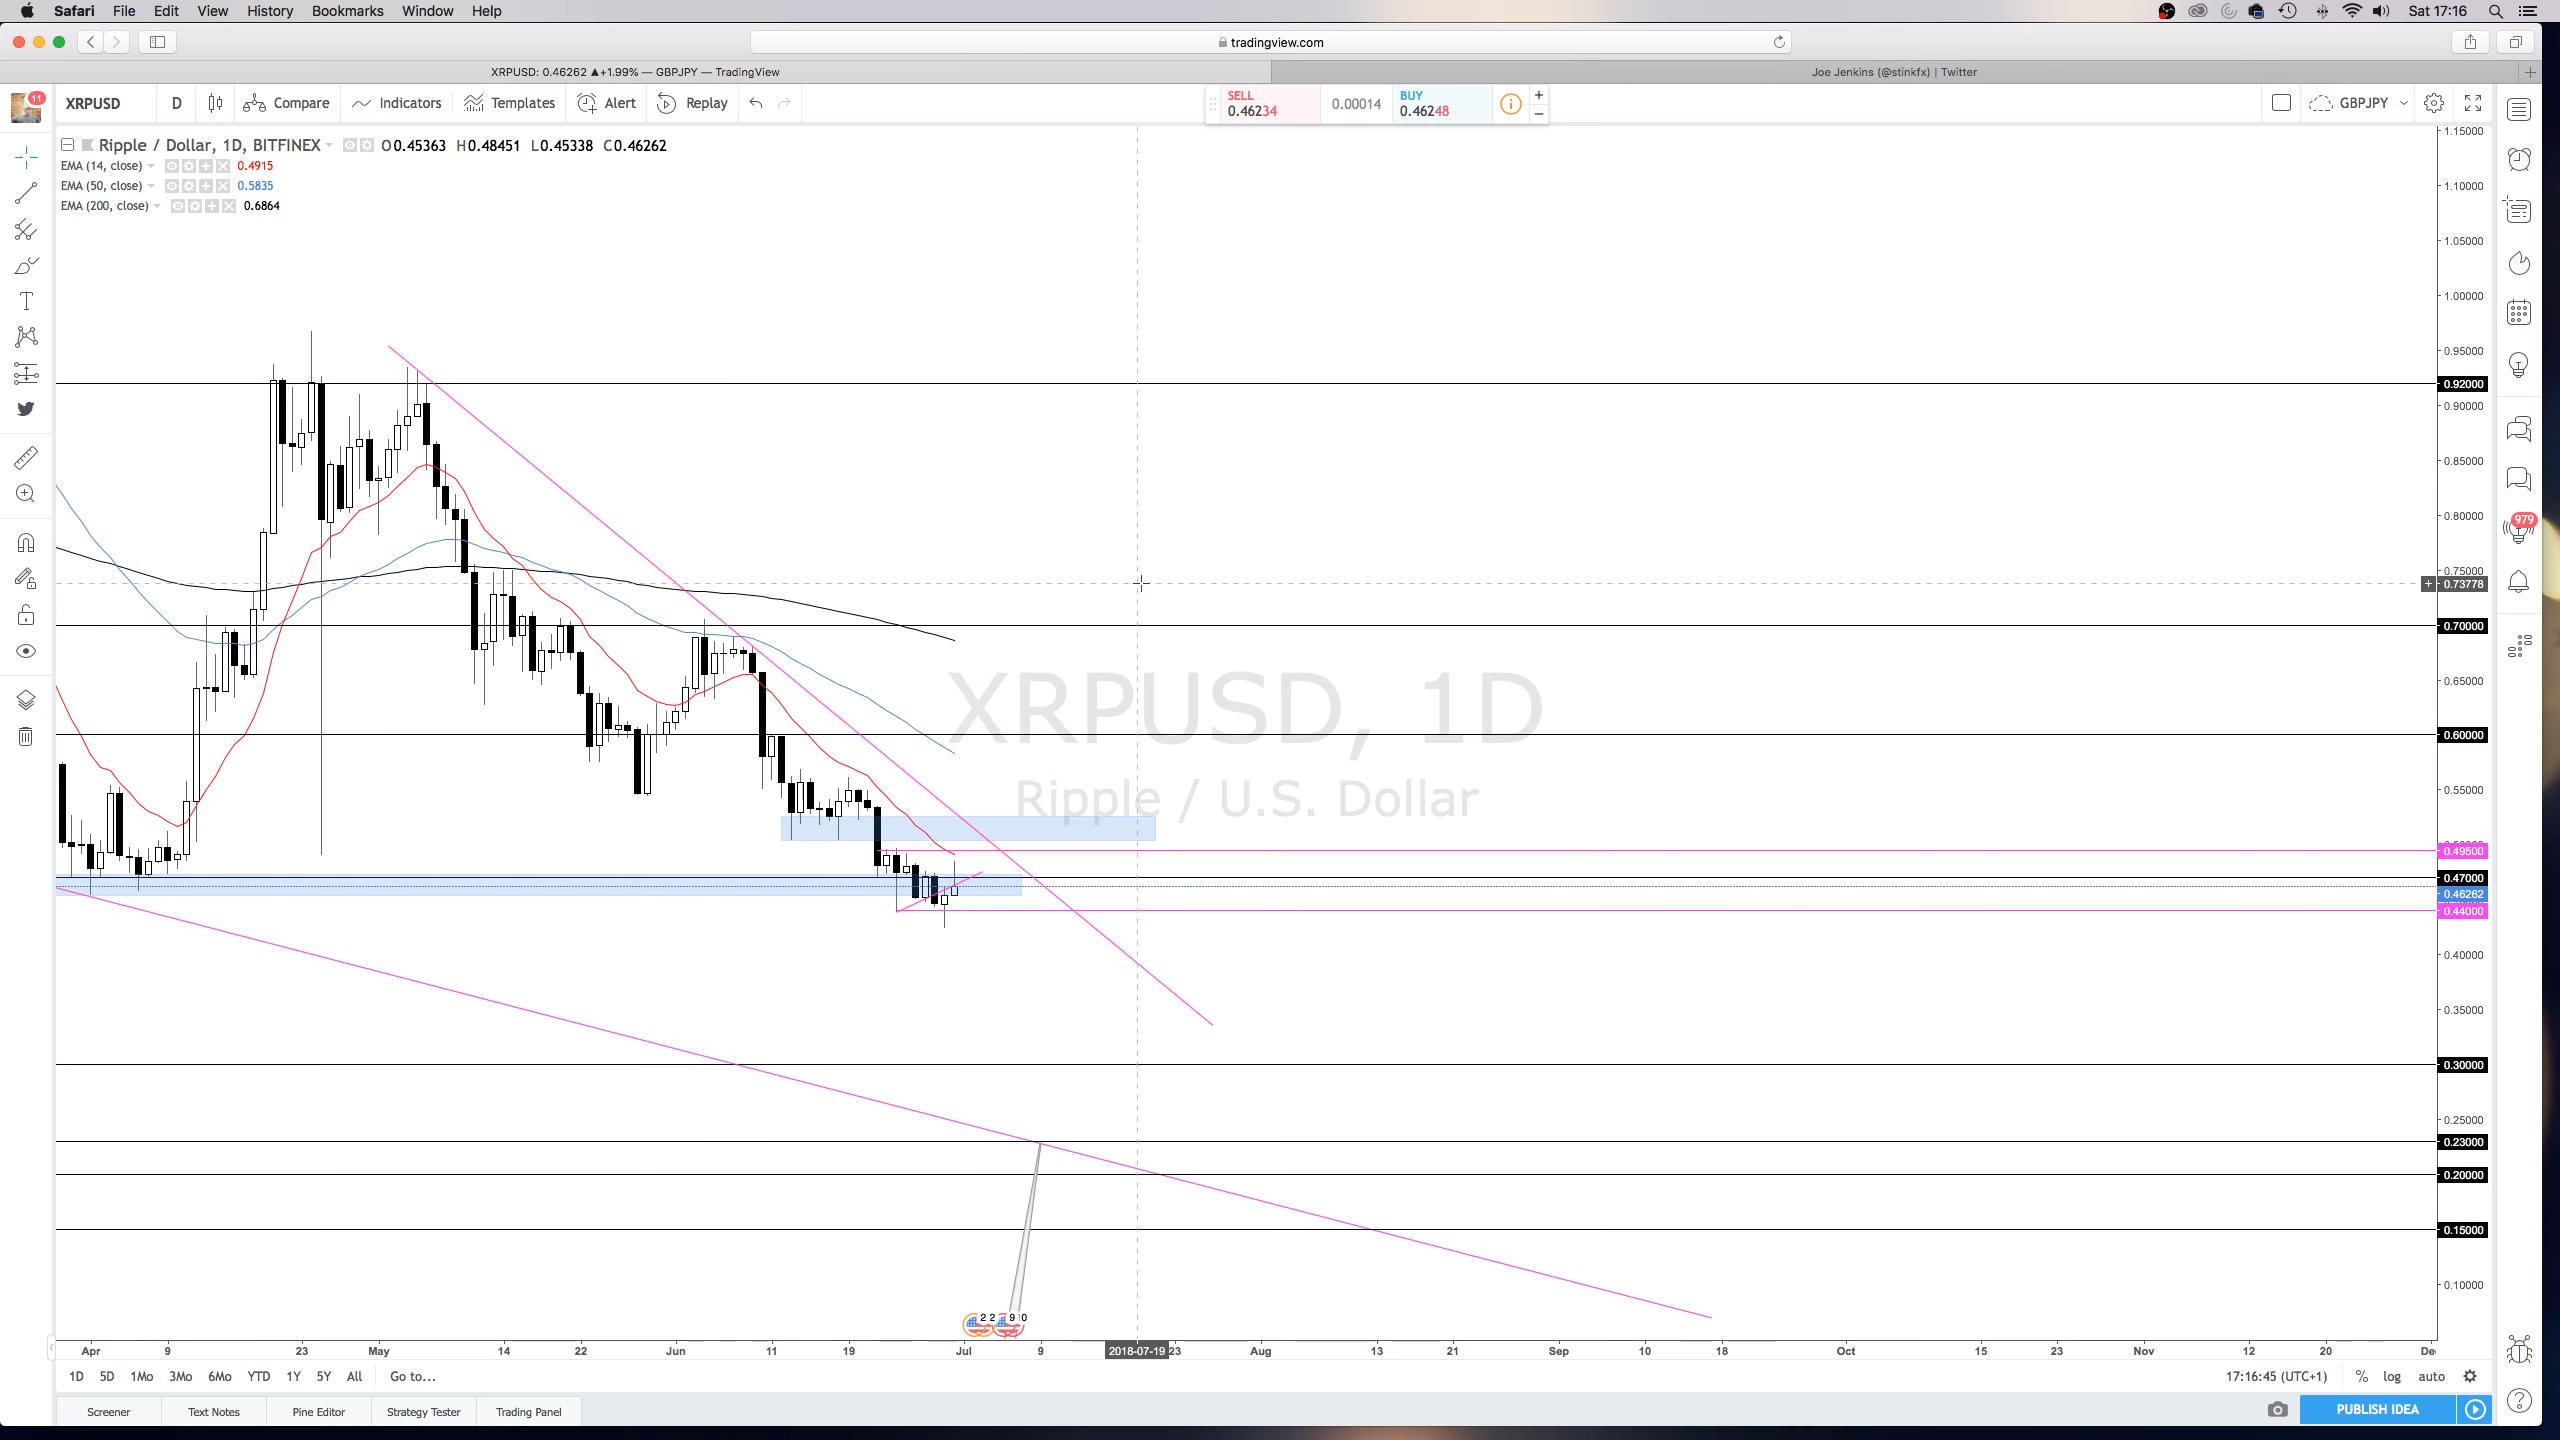 Safari File Edit View History Bookmarks Window Help Sat 17:16
tradingview.com
XRPUSD: 0.46262 ▲+1.99% — GBPJPY — TradingView
Joe Jenkins (@stinkfx) | Twitter
11 XRPUSD D Compare Indicators Templates Alert Replay
SELL 0.46234 0.00014 BUY 0.46248
GBPJPY
Ripple / Dollar, 1D, BITFINEX O0.45363 H0.48451 L0.45338 C0.46262
EMA (14, close) 0.4915
EMA (50, close) 0.5835
EMA (200, close) 0.6864
1.15000
1.10000
1.05000
1.00000
0.95000
0.92000
0.90000
0.85000
0.80000
979
0.75000
0.73778
0.70000
0.65000
XRPUSD, 1D
0.60000
Ripple / U.S. Dollar
0.55000
0.49500
0.47000
0.46262
0.44000
0.40000
0.35000
0.30000
0.25000
0.23000
0.20000
0.15000
0.10000
2 2 9 10
Apr 9 23 May 14 22 Jun 11 19 Jul 9 2018-07-19 23 Aug 13 21 Sep 10 18 Oct 15 23 Nov 12 20 De
1D 5D 1Mo 3Mo 6Mo YTD 1Y 5Y All Go to... 17:16:45 (UTC+1) % log auto
Screener Text Notes Pine Editor Strategy Tester Trading Panel PUBLISH IDEA